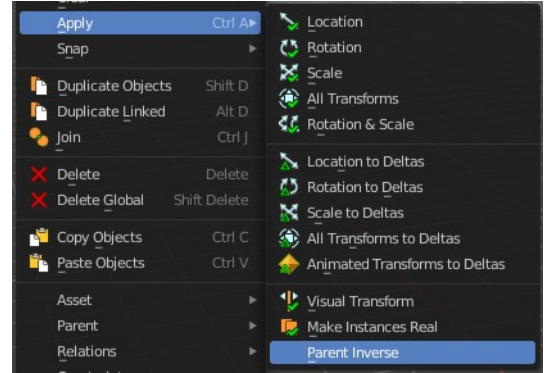 Apply Ctrl A
Snap
Duplicate Objects Shift D
Duplicate Linked Alt D
Join Ctrl J
Delete Delete
Delete Global Shift Delete
Copy Objects Ctrl C
Paste Objects Ctrl V
Asset
Parent
Relations
Location
Rotation
Scale
All Transforms
Rotation & Scale
Location to Deltas
Rotation to Deltas
Scale to Deltas
All Transforms to Deltas
Animated Transforms to Deltas
Visual Transform
Make Instances Real
Parent Inverse